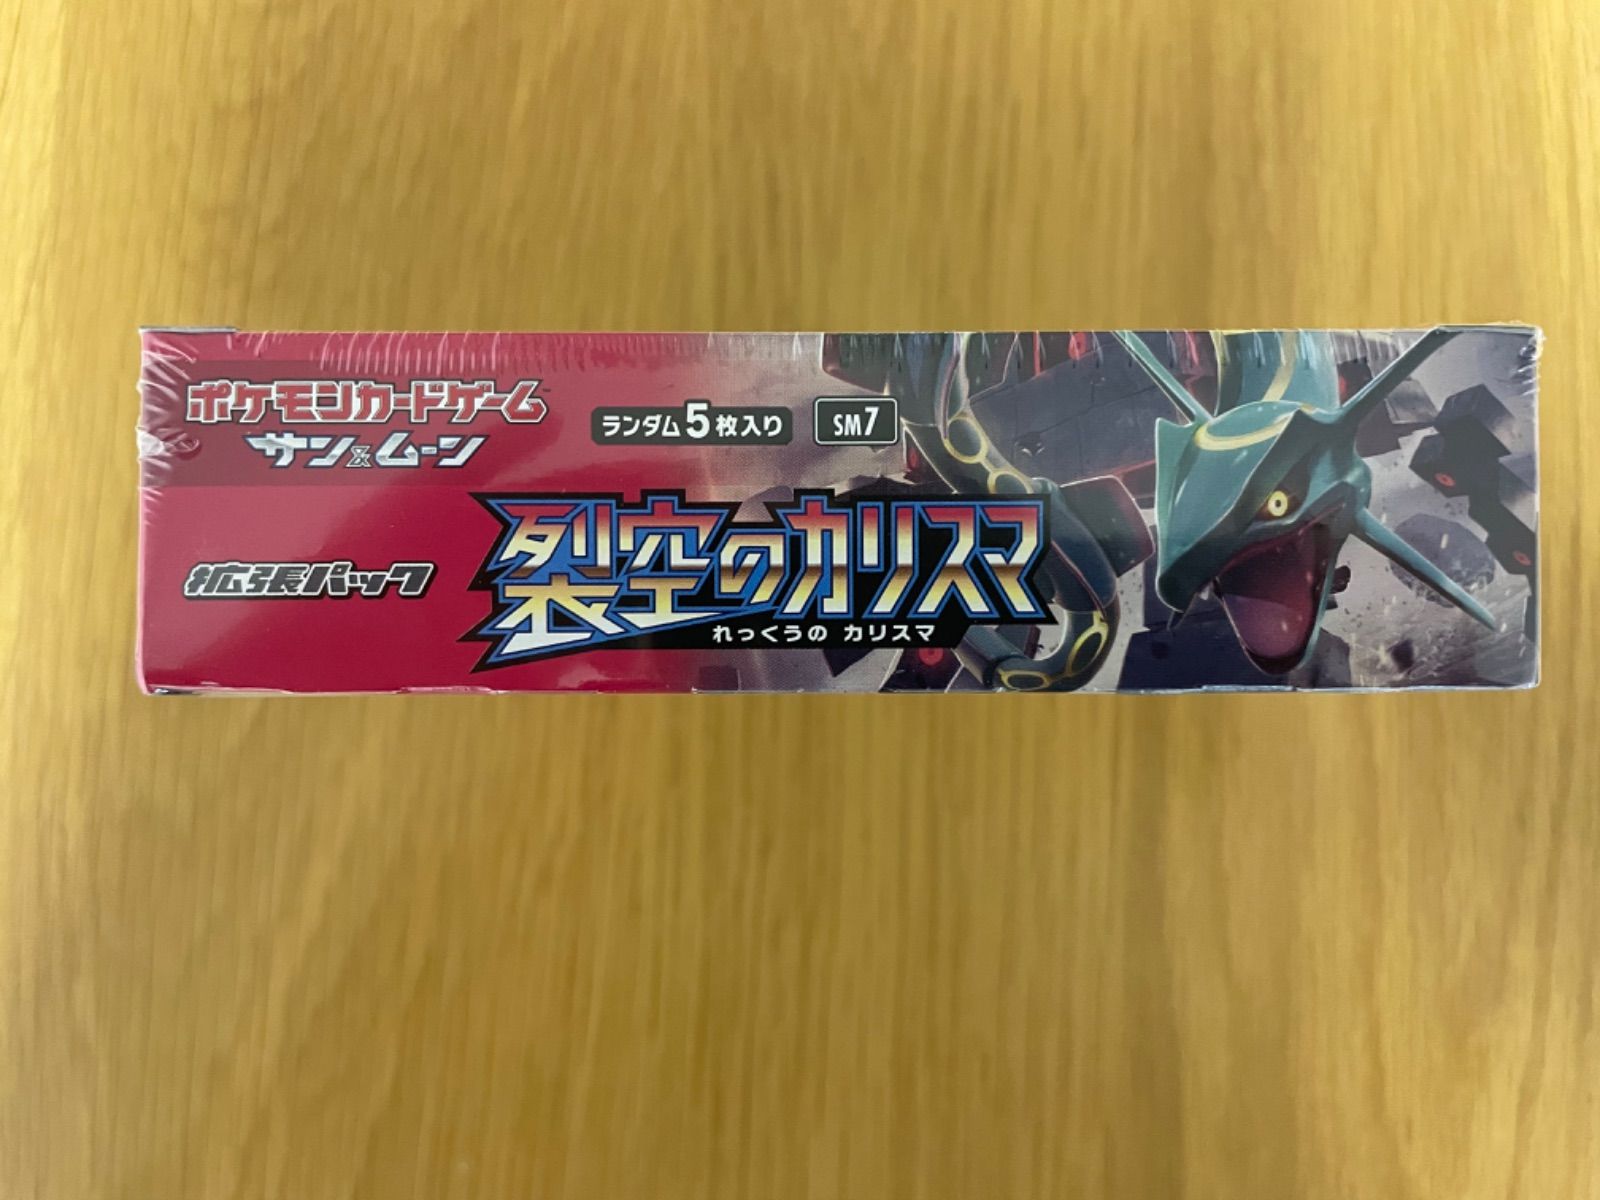 ポケモンカードゲーム
サン&ムーン
ランダム5枚入り
SM7
拡張パック
裂空のカリスマ
れっくうの カリスマ